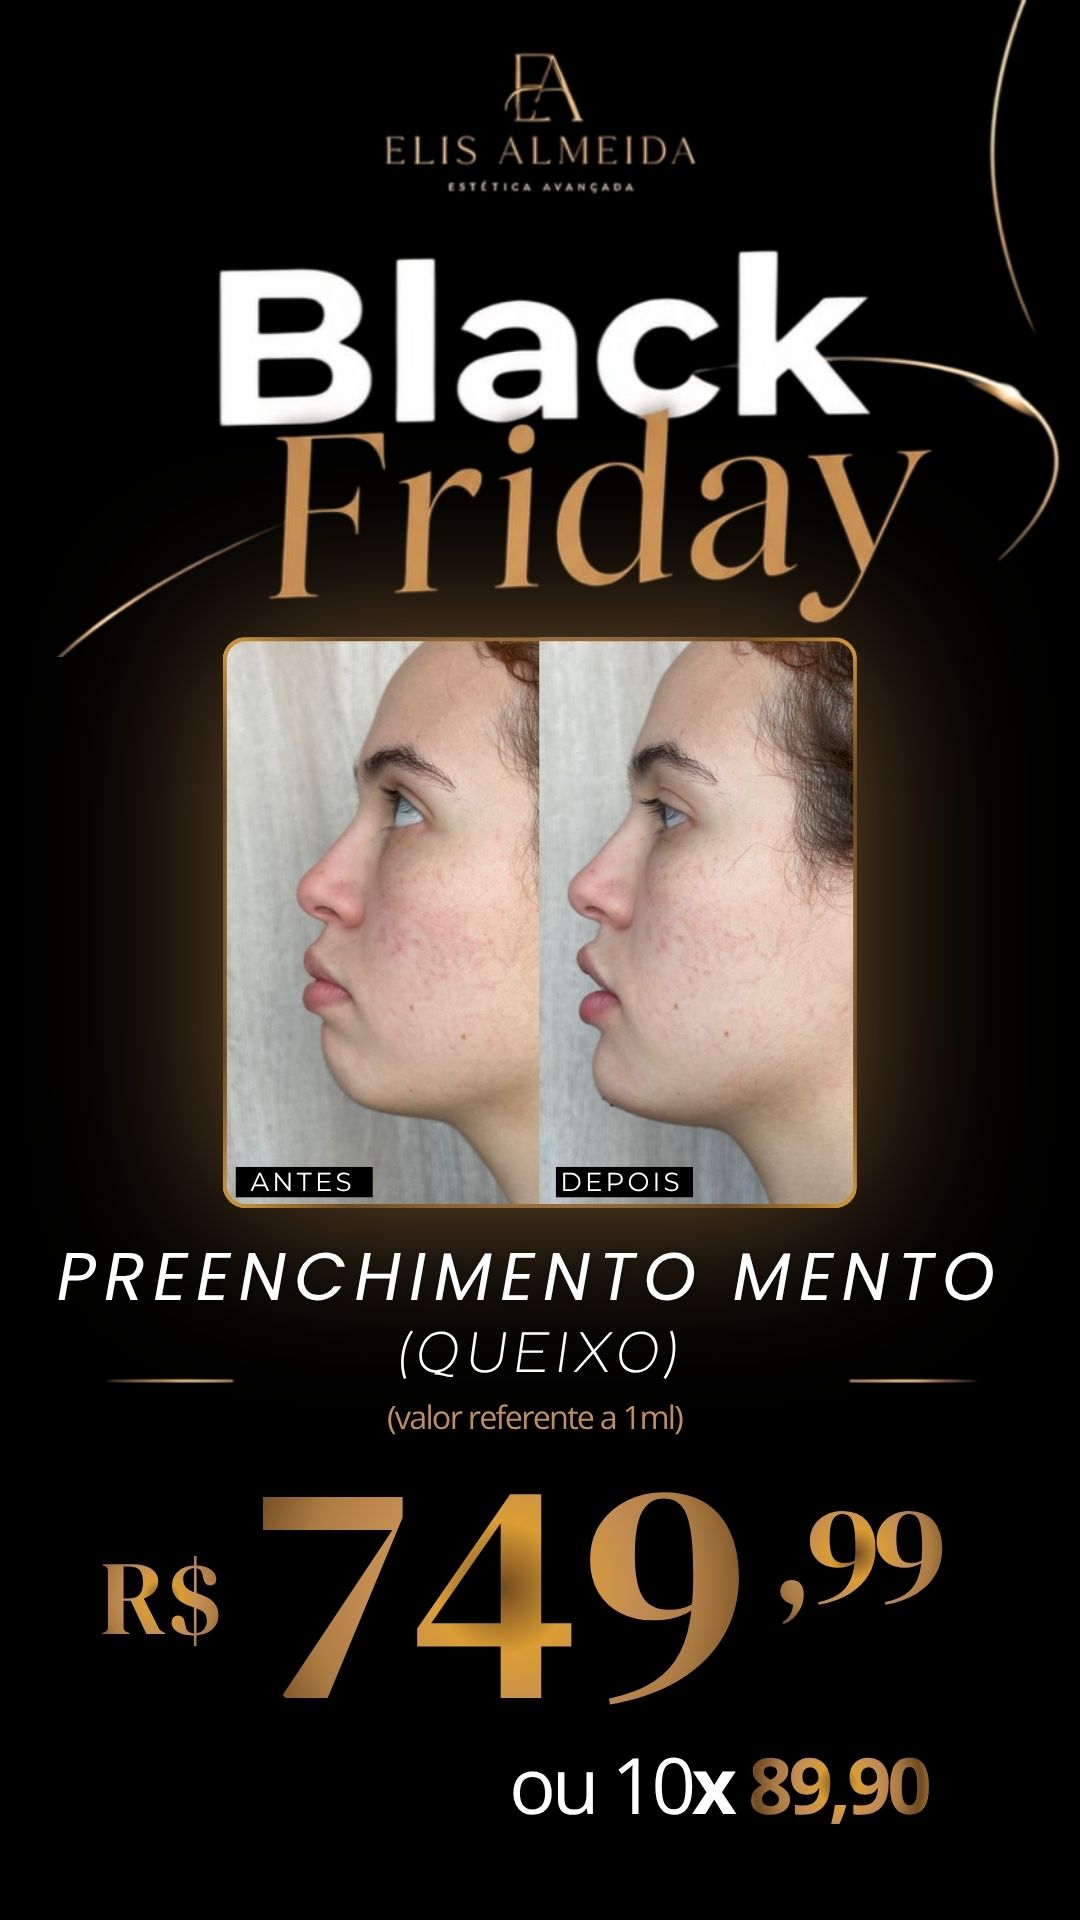 EA
ELIS ALMEIDA
ESTÉTICA AVANÇADA
Black
Friday
ANTES
DEPOIS
PREENCHIMENTO MENTO
(QUEIXO)
(valor referente a 1ml)
R$ 749,99
ou 10x 89,90